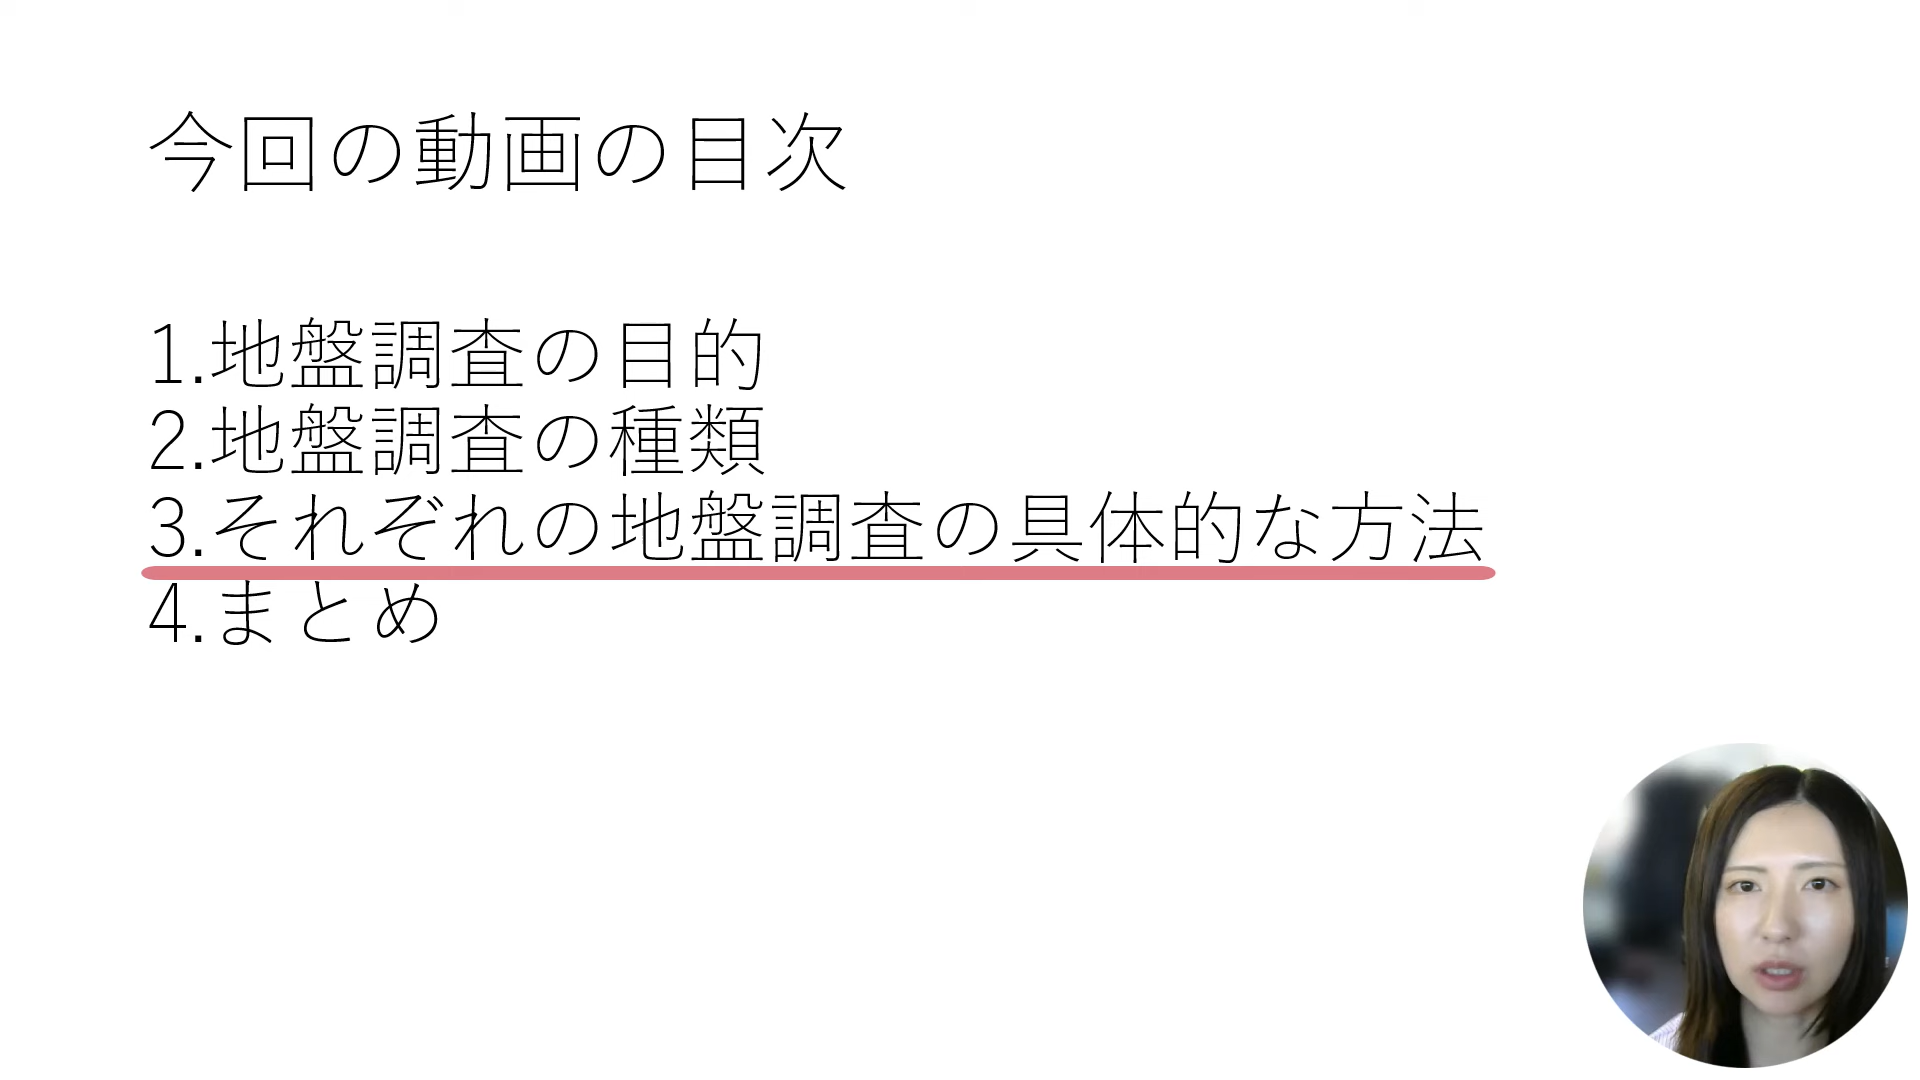 今回の動画の目次
1.地盤調査の目的
2.地盤調査の種類
3.それぞれの地盤調査の具体的な方法
4.まとめ